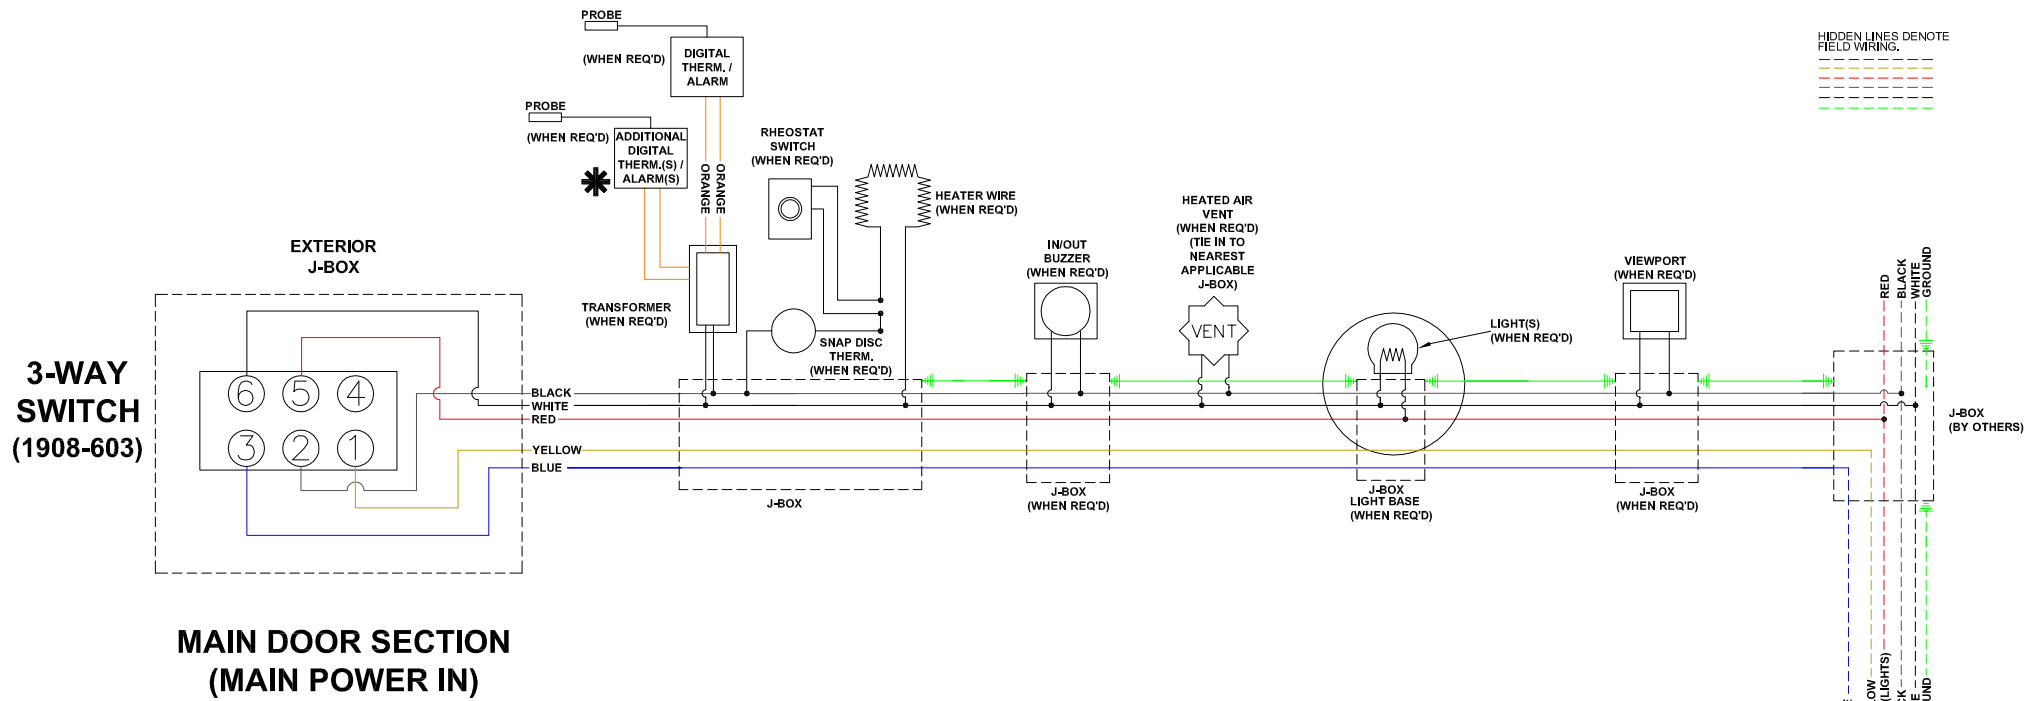 PROBE
(WHEN REQ'D)
DIGITAL
THERM. /
ALARM
HIDDEN LINES DENOTE
FIELD WIRING.
PROBE
(WHEN REQ'D)
ADDITIONAL
DIGITAL
THERM.(S) /
ALARM(S)
ORANGE
ORANGE
RHEOSTAT
SWITCH
(WHEN REQ'D)
HEATER WIRE
(WHEN REQ'D)
HEATED AIR
VENT
(WHEN REQ'D)
(TIE IN TO
NEAREST
APPLICABLE
J-BOX)
VENT
EXTERIOR
J-BOX
IN/OUT
BUZZER
(WHEN REQ'D)
VIEWPORT
(WHEN REQ'D)
RED
BLACK
WHITE
GROUND
TRANSFORMER
(WHEN REQ'D)
SNAP DISC
THERM.
(WHEN REQ'D)
LIGHT(S)
(WHEN REQ'D)
3-WAY
SWITCH
(1908-603)
6
5
4
3
2
1
BLACK
WHITE
RED
YELLOW
BLUE
J-BOX
(BY OTHERS)
J-BOX
J-BOX
(WHEN REQ'D)
J-BOX
LIGHT BASE
(WHEN REQ'D)
J-BOX
(WHEN REQ'D)
MAIN DOOR SECTION
(MAIN POWER IN)
(LIGHTS)